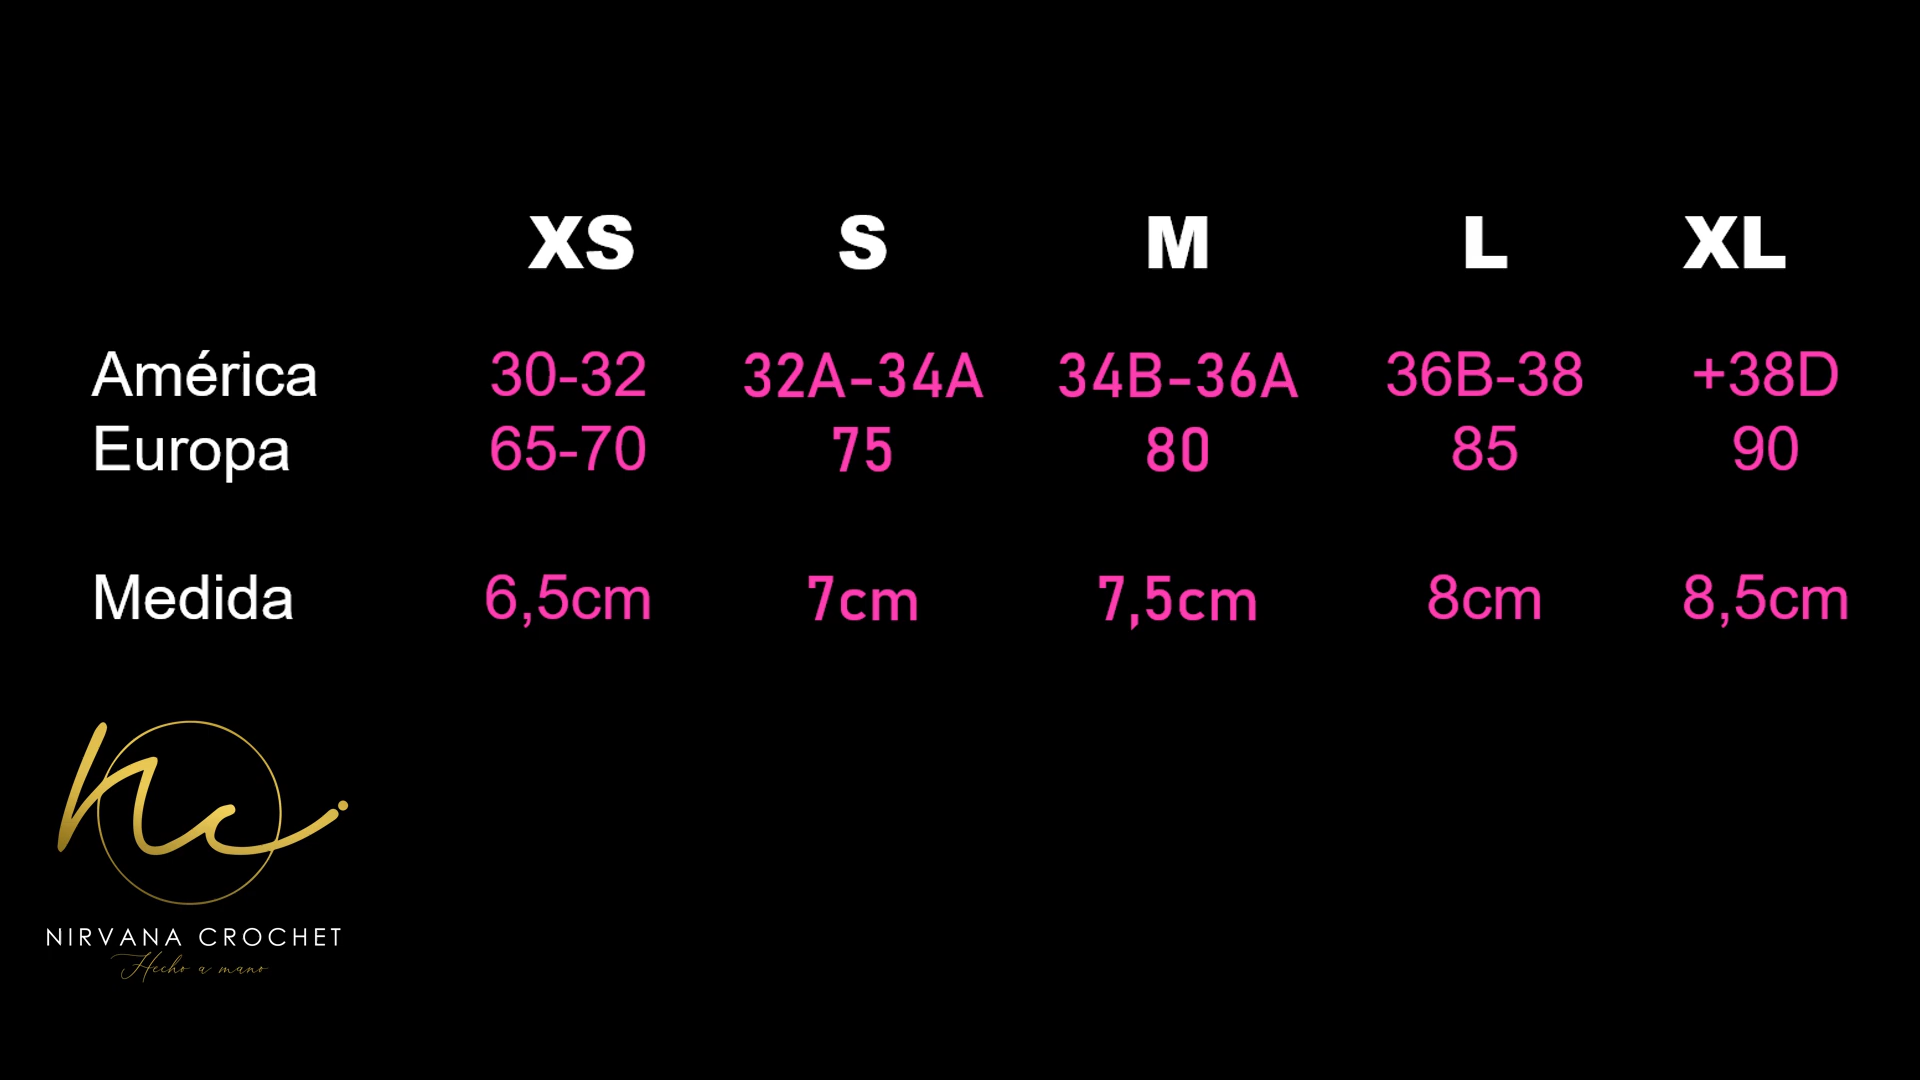 XS S M L XL
América 30-32 32A-34A 34B-36A 36B-38 +38D
Europa 65-70 75 80 85 90
Medida 6,5cm 7cm 7,5cm 8cm 8,5cm
nc
NIRVANA CROCHET
Hecho a mano